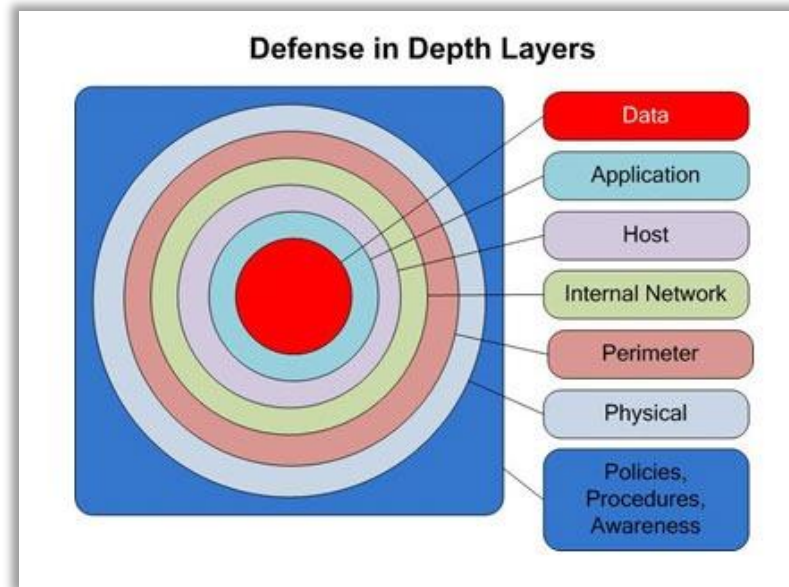 Defense in Depth Layers
Data
Application
Host
Internal Network
Perimeter
Physical
Policies,
Procedures,
Awareness